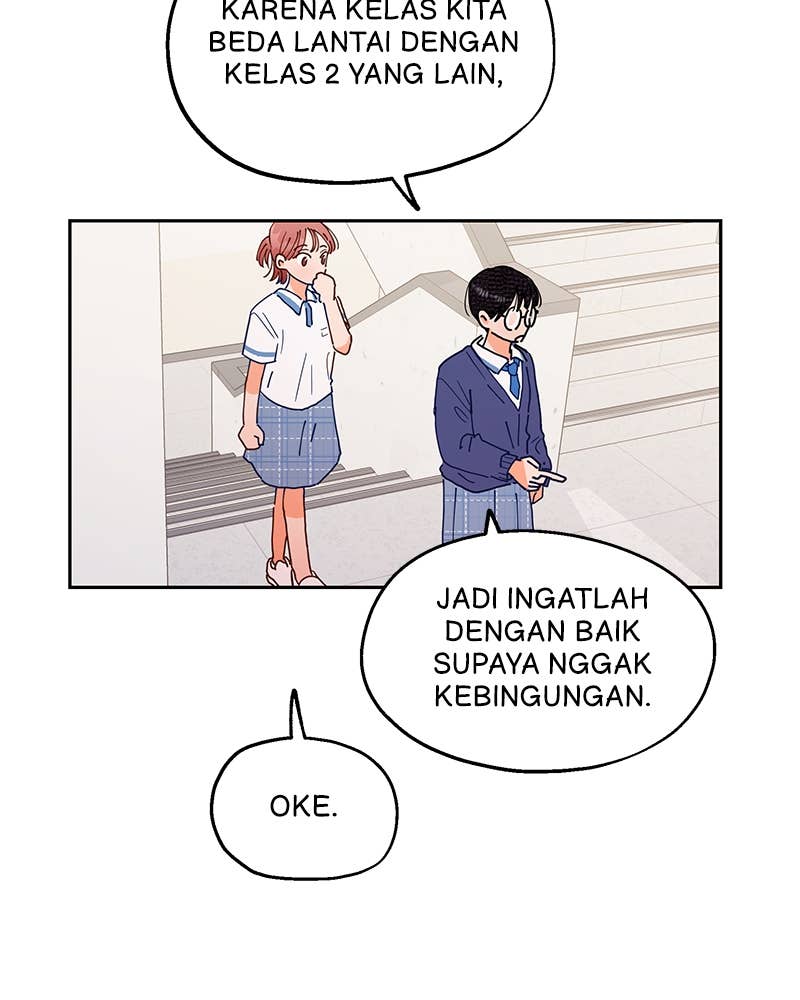 KARENA KELAS KITA
BEDA LANTAI DENGAN
KELAS 2 YANG LAIN,
JADI INGATLAH
DENGAN BAIK
SUPAYA NGGAK
KEBINGUNGAN.
OKE.